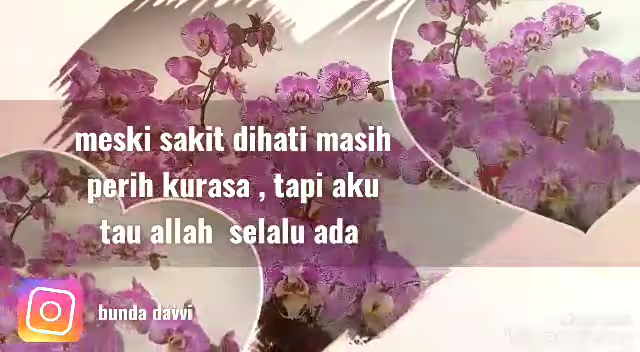 meski sakit dihati masih
perih kurasa , tapi aku
tau allah selalu ada
bunda davvi